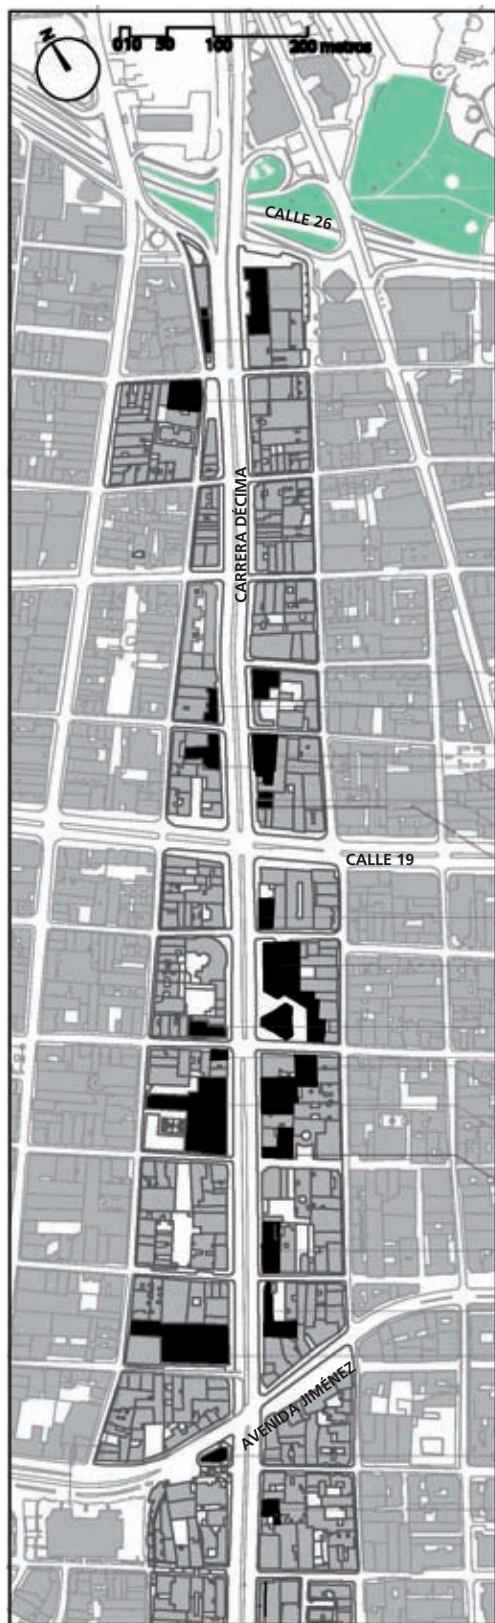 N
0 10 50 100 200 metros
CALLE 26
CARRERA DÉCIMA
CALLE 19
AVENIDA JIMÉNEZ